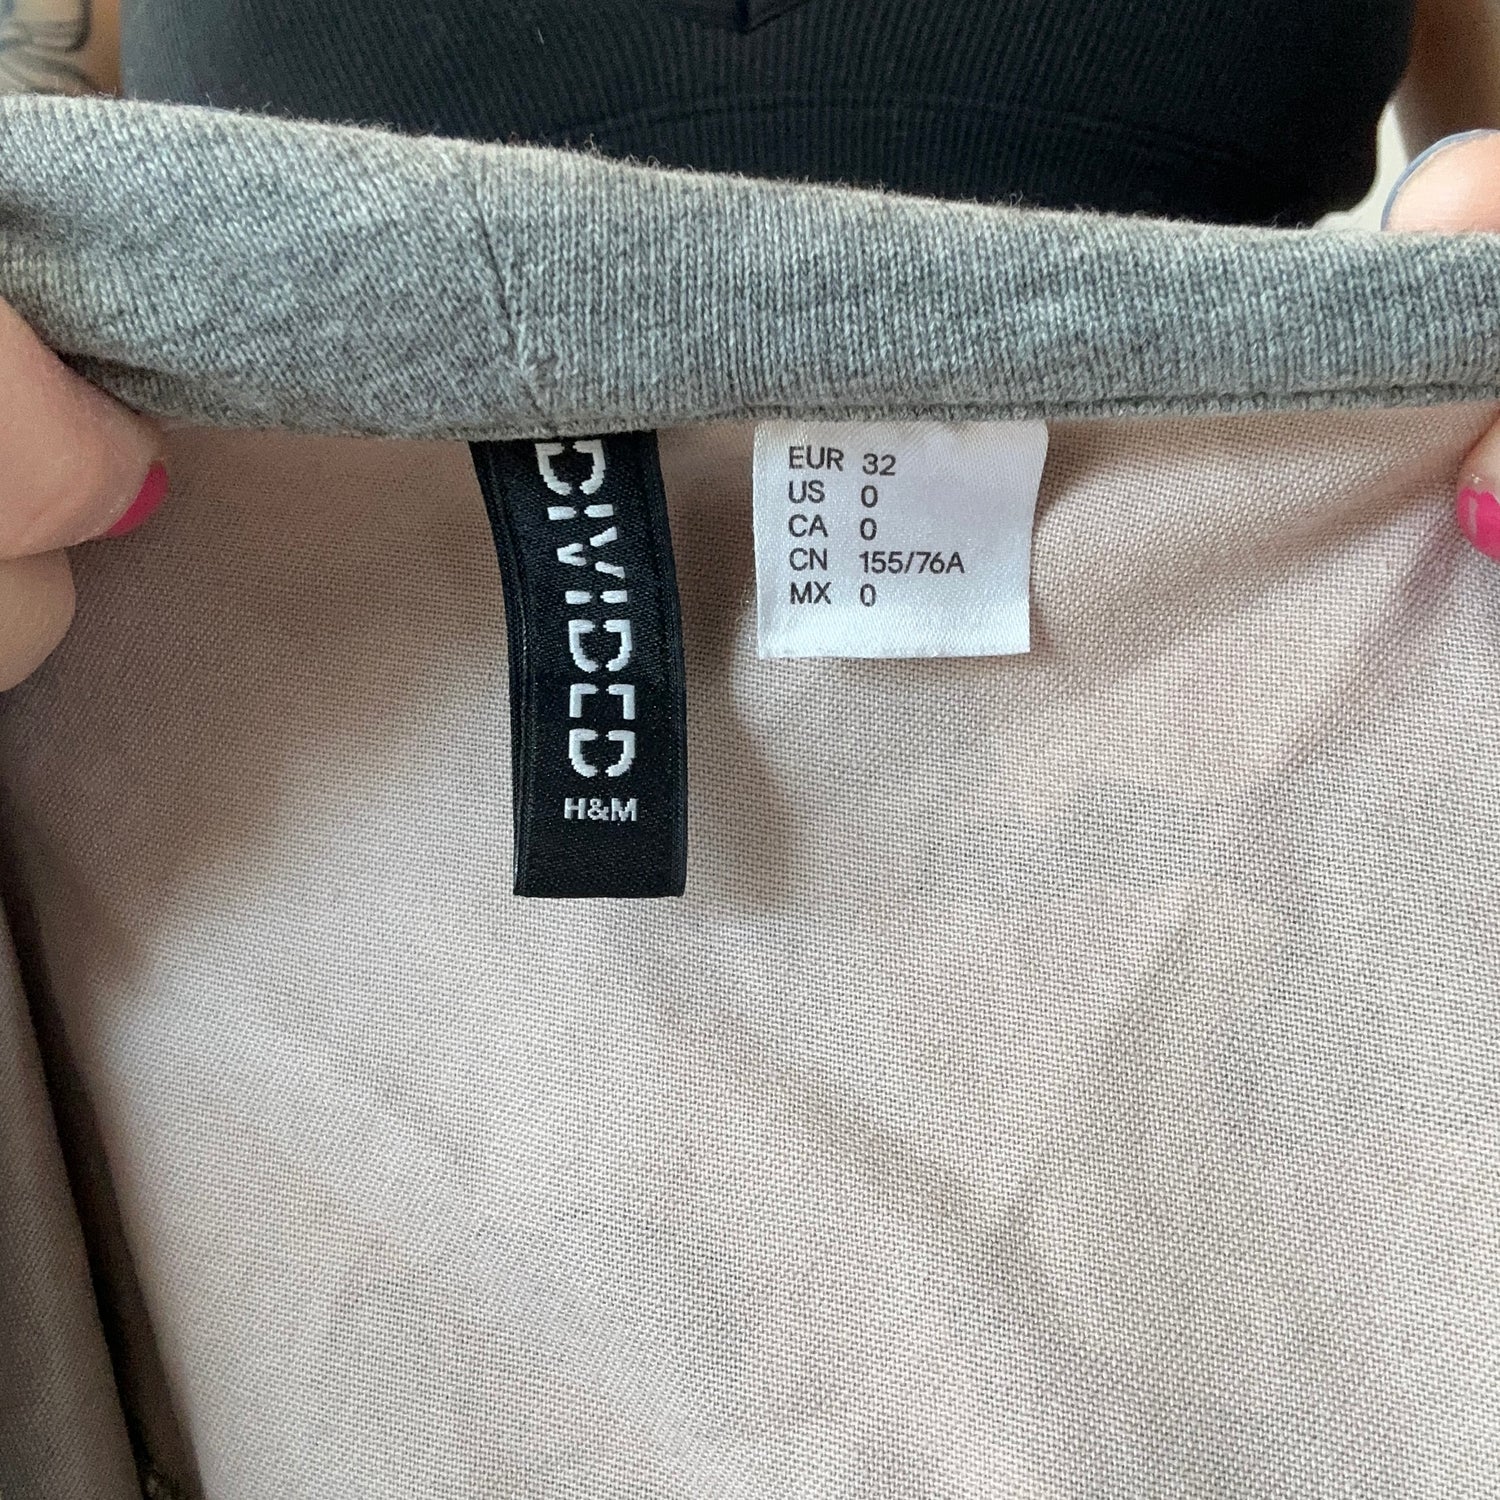 DIVIDED
H&M
EUR 32
US 0
CA 0
CN 155/76A
MX 0